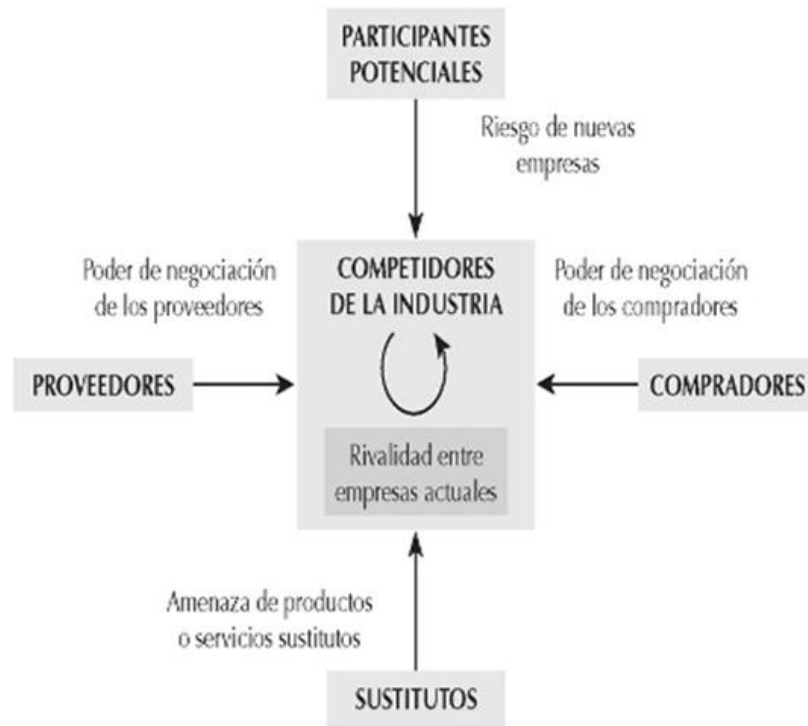 PARTICIPANTES
POTENCIALES
Riesgo de nuevas
empresas
Poder de negociación
de los proveedores
COMPETIDORES
DE LA INDUSTRIA
Poder de negociación
de los compradores
PROVEEDORES
COMPRADORES
Rivalidad entre
empresas actuales
Amenaza de productos
o servicios sustitutos
SUSTITUTOS